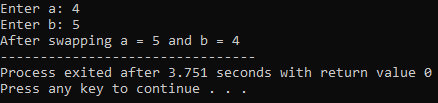 Enter a: 4
Enter b: 5
After swapping a = 5 and b = 4
--------------------------------
Process exited after 3.751 seconds with return value 0
Press any key to continue . . .